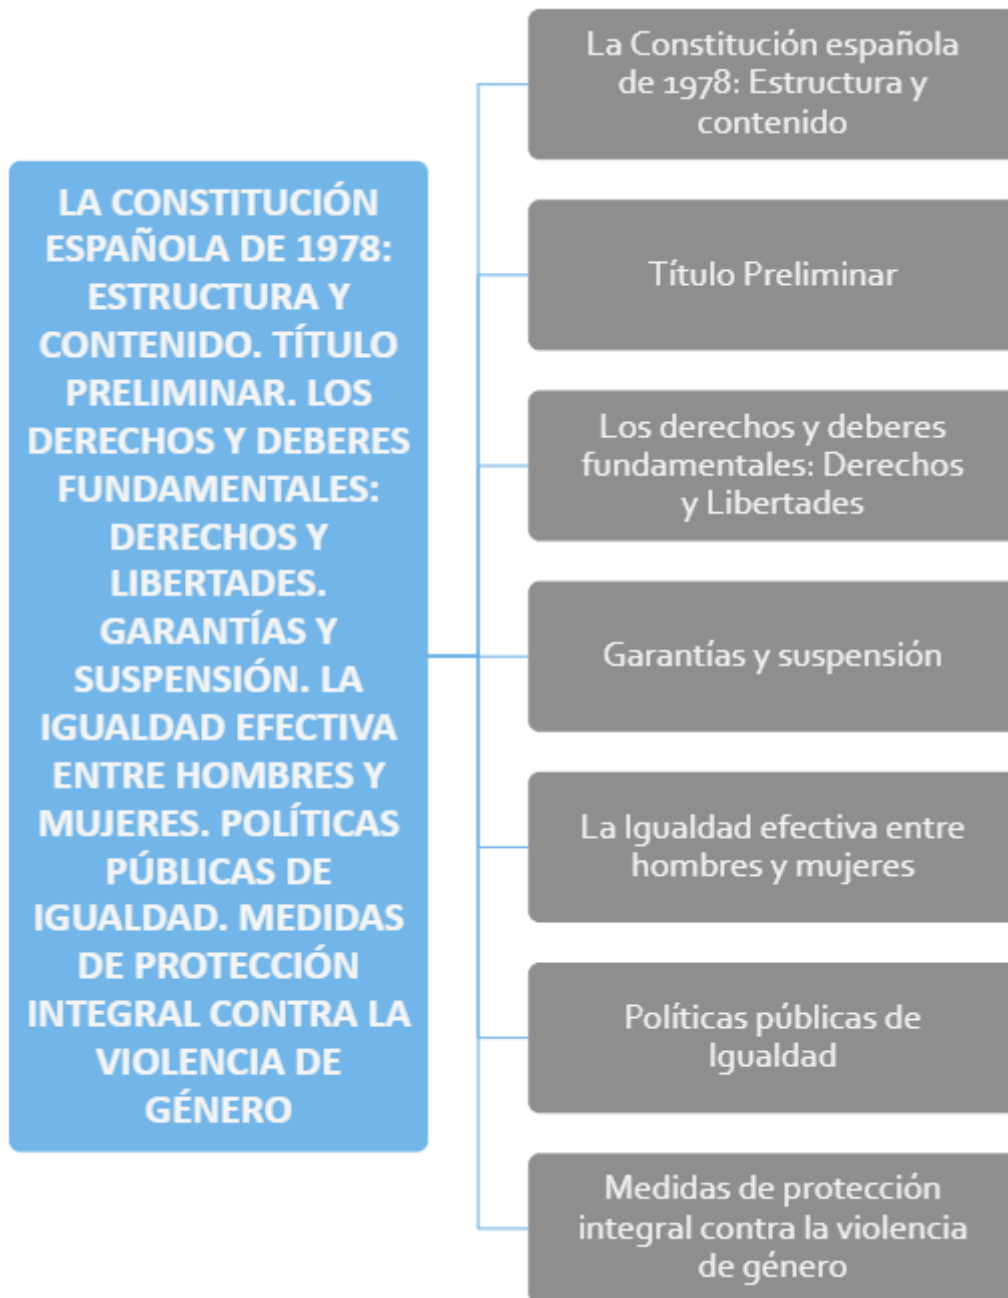 LA CONSTITUCIÓN
ESPAÑOLA DE 1978:
ESTRUCTURA Y
CONTENIDO. TÍTULO
PRELIMINAR. LOS
DERECHOS Y DEBERES
FUNDAMENTALES:
DERECHOS Y
LIBERTADES.
GARANTÍAS Y
SUSPENSIÓN. LA
IGUALDAD EFECTIVA
ENTRE HOMBRES Y
MUJERES. POLÍTICAS
PÚBLICAS DE
IGUALDAD. MEDIDAS
DE PROTECCIÓN
INTEGRAL CONTRA LA
VIOLENCIA DE
GÉNERO
La Constitución española
de 1978: Estructura y
contenido
Título Preliminar
Los derechos y deberes
fundamentales: Derechos
y Libertades
Garantías y suspensión
La Igualdad efectiva entre
hombres y mujeres
Políticas públicas de
Igualdad
Medidas de protección
integral contra la violencia
de género